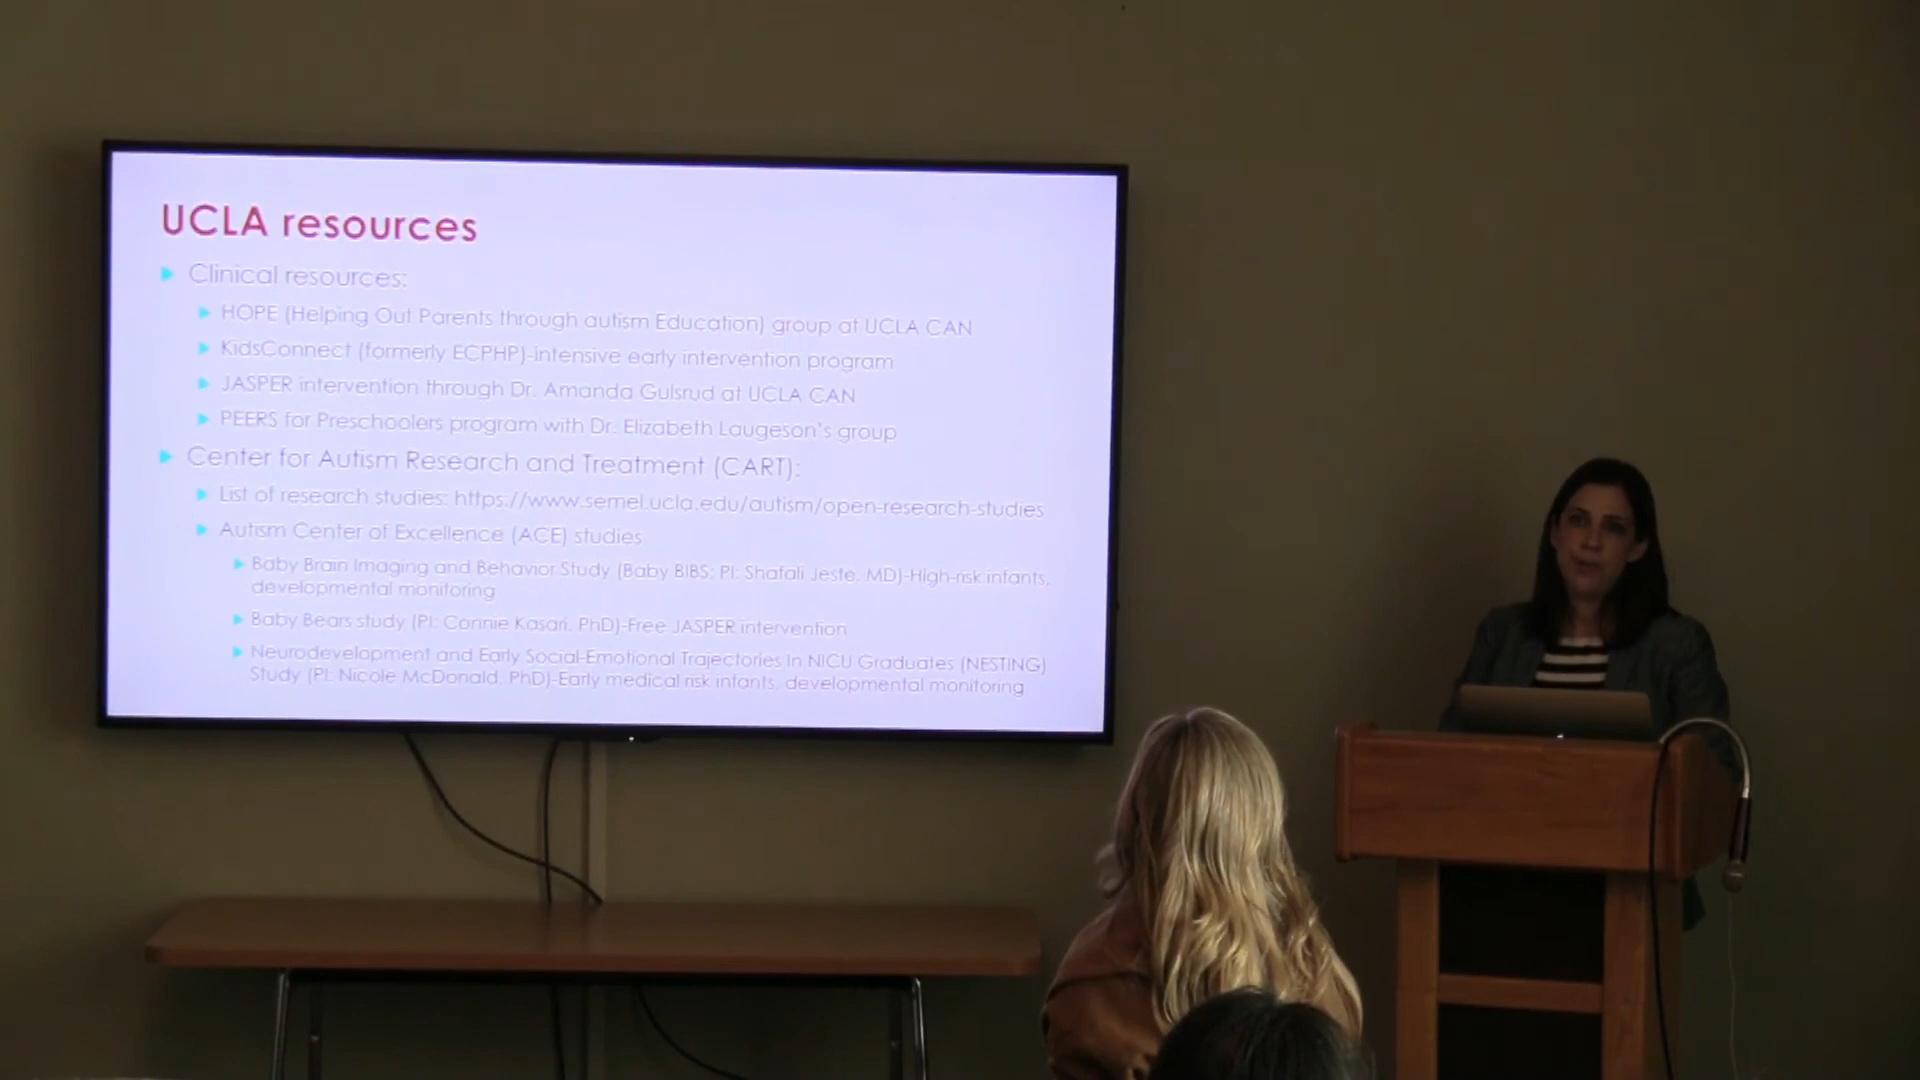 UCLA resources
Clinical resources:
HOPE (Helping Out Parents through autism Education) group at UCLA CAN
KidsConnect (formerly ECPHP)-intensive early intervention program
JASPER intervention through Dr. Amanda Gulsrud at UCLA CAN
PEERS for Preschoolers program with Dr. Elizabeth Laugeson's group
Center for Autism Research and Treatment (CART):
List of research studies: https://www.semel.ucla.edu/autism/open-research-studies
Autism Center of Excellence (ACE) studies
Baby Brain Imaging and Behavior Study (Baby BIBS; PI: Shafali Jeste, MD)-High-risk infants,
developmental monitoring
Baby Bears study (PI: Connie Kasari, PhD)-Free JASPER intervention
Neurodevelopment and Early Social-Emotional Trajectories in NICU Graduates (NESTING)
Study (PI: Nicole McDonald, PhD)-Early medical risk infants, developmental monitoring